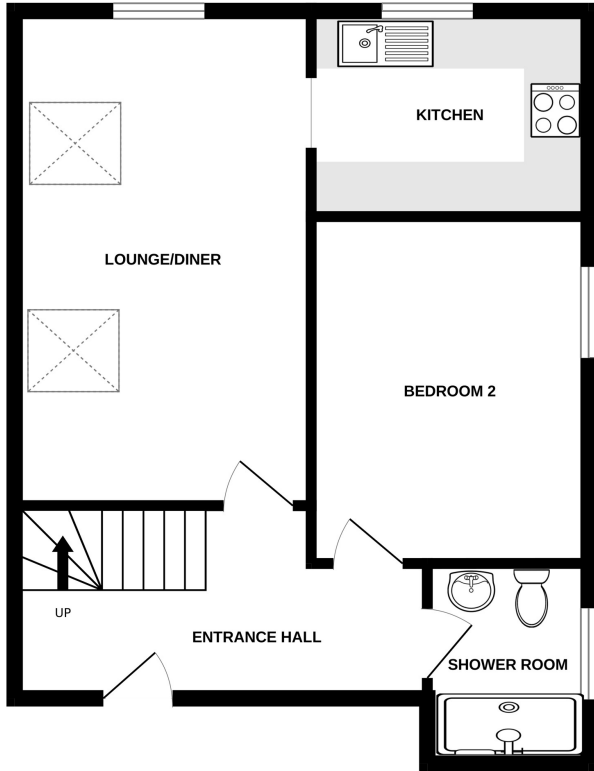 KITCHEN
LOUNGE/DINER
BEDROOM 2
UP
ENTRANCE HALL
SHOWER ROOM